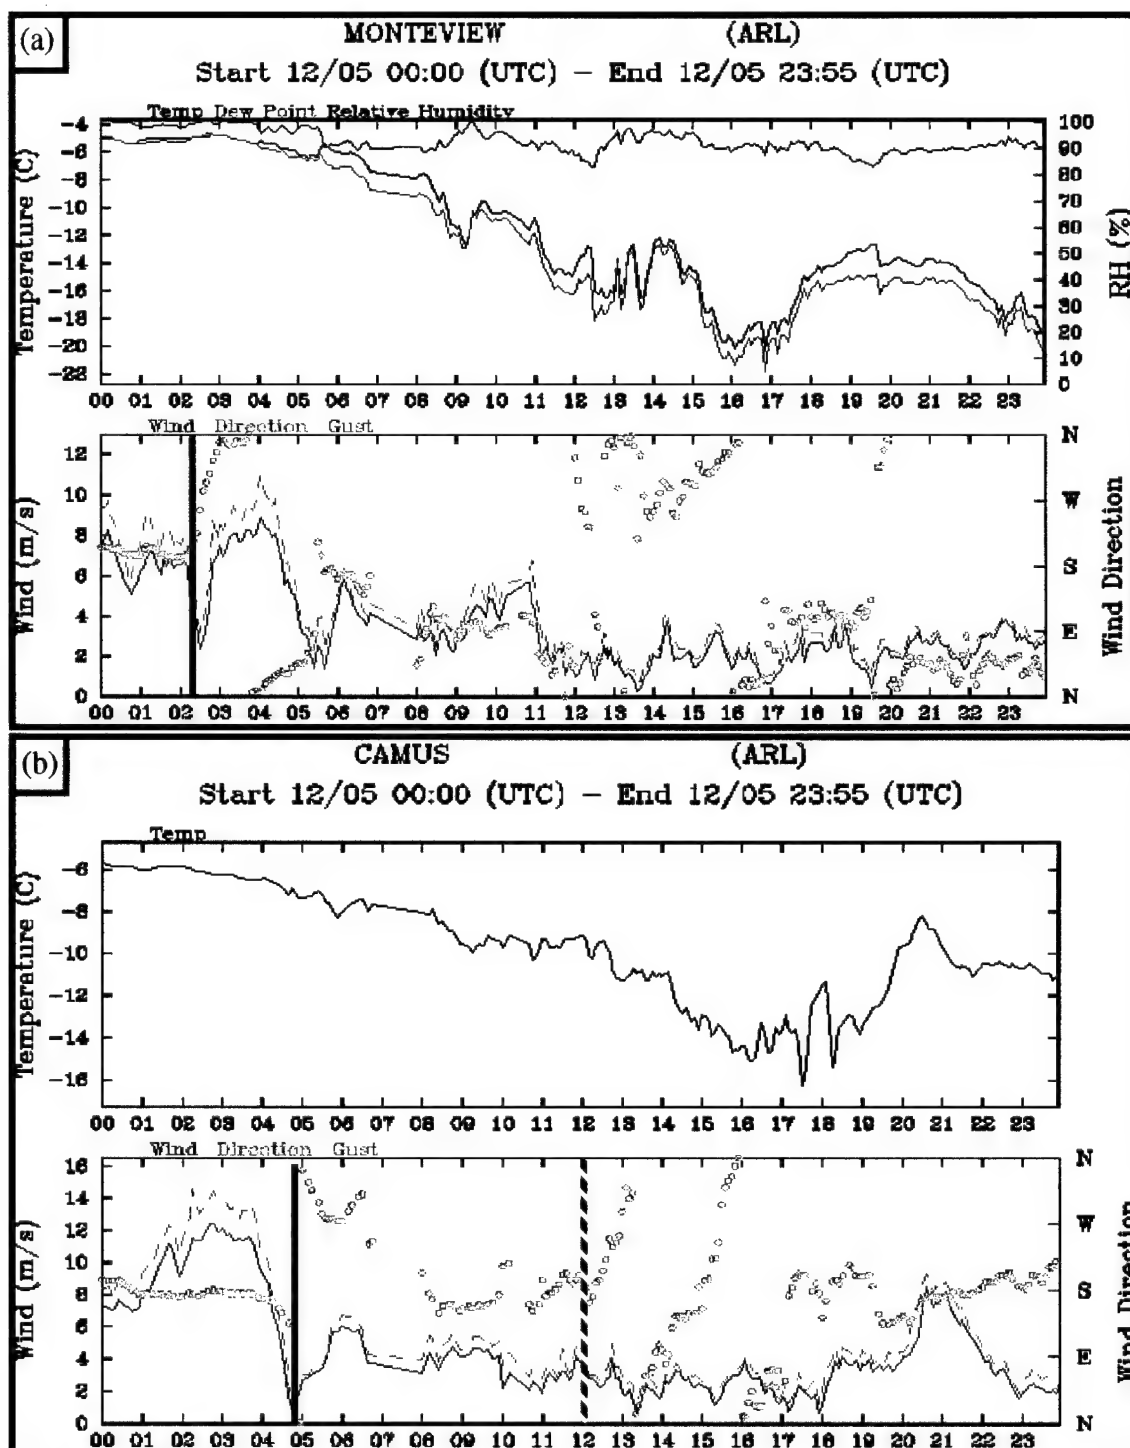 (a)
MONTEVIEW (ARL)
Start 12/05 00:00 (UTC) – End 12/05 23:55 (UTC)
Temp Dew Point Relative Humidity
Temperature (C)
-4
-6
-8
-10
-12
-14
-16
-18
-20
-22
100
90
80
70
60
50
40
30
20
10
0
RH (%)
00 01 02 03 04 05 06 07 08 09 10 11 12 13 14 15 16 17 18 19 20 21 22 23
Wind Direction Gust
Wind (m/s)
12
10
8
6
4
2
0
N
W
S
E
N
Wind Direction
00 01 02 03 04 05 06 07 08 09 10 11 12 13 14 15 16 17 18 19 20 21 22 23
(b)
CAMUS (ARL)
Start 12/05 00:00 (UTC) – End 12/05 23:55 (UTC)
Temp
Temperature (C)
-6
-8
-10
-12
-14
-16
00 01 02 03 04 05 06 07 08 09 10 11 12 13 14 15 16 17 18 19 20 21 22 23
Wind Direction Gust
Wind (m/s)
16
14
12
10
8
6
4
2
0
N
W
S
E
N
Wind Direction
00 01 02 03 04 05 06 07 08 09 10 11 12 13 14 15 16 17 18 19 20 21 22 23